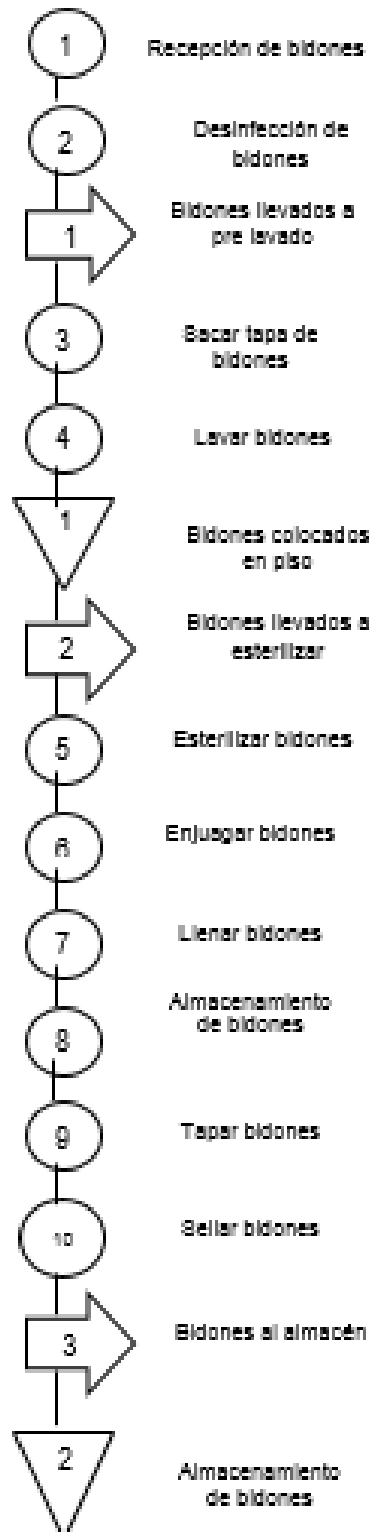 1
Recepción de bidones
2
Desinfección de
bidones
1
Bidones llevados a
pre lavado
3
Sacar tapa de
bidones
4
Lavar bidones
1
Bidones colocados
en piso
2
Bidones llevados a
esterilizar
5
Esterilizar bidones
6
Enjuagar bidones
7
Llenar bidones
8
Almacenamiento
de bidones
9
Tapar bidones
10
Sellar bidones
3
Bidones al almacén
2
Almacenamiento
de bidones